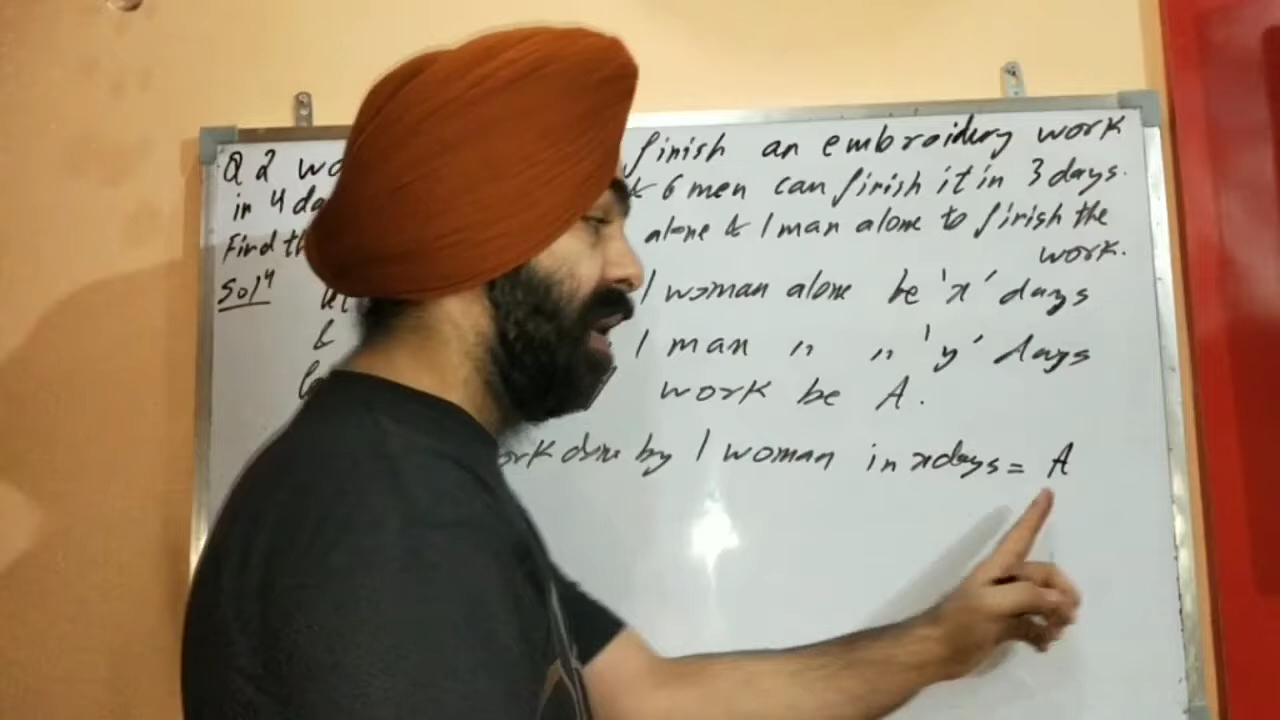 Q 2 wo finish an embroidery work
in 4 da & 6 men can finish it in 3 days.
Find th alone & 1 man alone to finish the
work.
Solⁿ 1 woman alone be 'x' days
& 1 man " " 'y' days
work be A.
ork done by 1 woman in x days = A